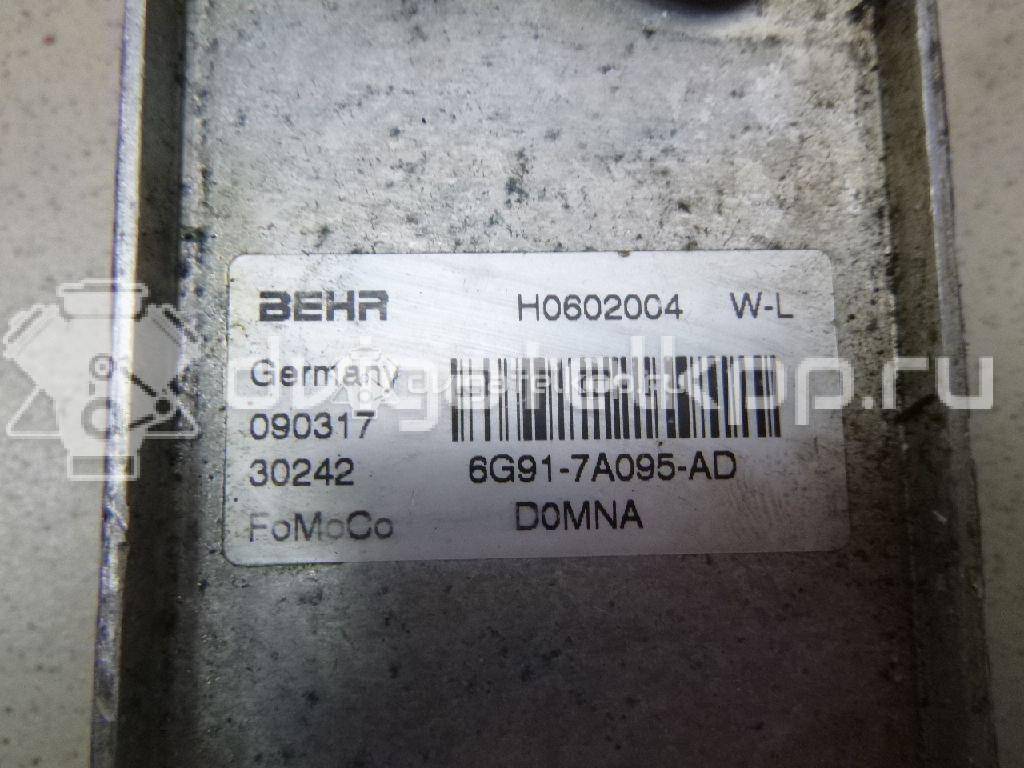 BEHR H0602004 W-L
Germany
090317
30242 6G91-7A095-AD
FoMoCo D0MNA
dvigatelkpp.ru